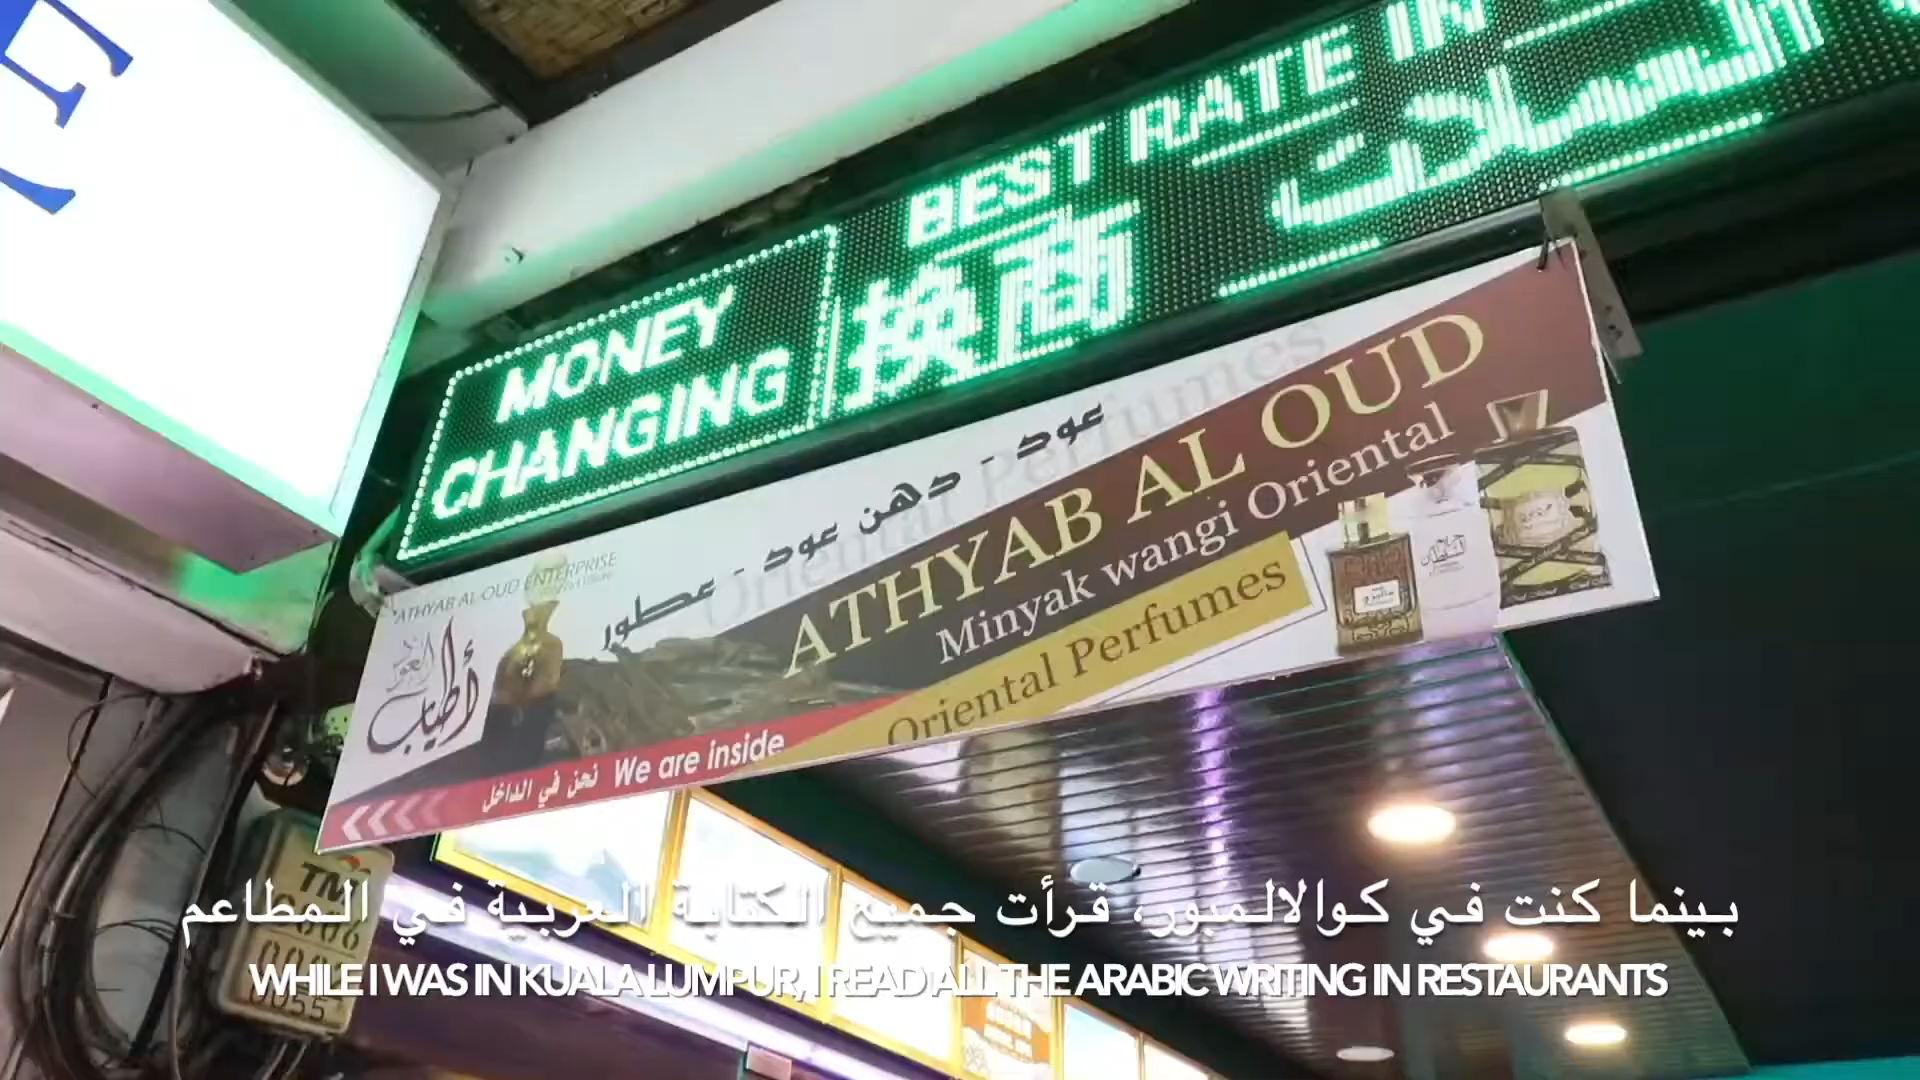 BEST RATE IN
MONEY
CHANGING
换商
عود - دهن عود - عطور
Oriental Perfumes
ATHYAB AL OUD ENTERPRISE
أطياب
العود
ATHYAB AL OUD
Minyak wangi Oriental
Oriental Perfumes
نحن في الداخل We are inside
TM
بينما كنت في كوالالمبور، قرأت جميع الكتابة العربية في المطاعم
WHILE I WAS IN KUALA LUMPUR, I READ ALL THE ARABIC WRITING IN RESTAURANTS